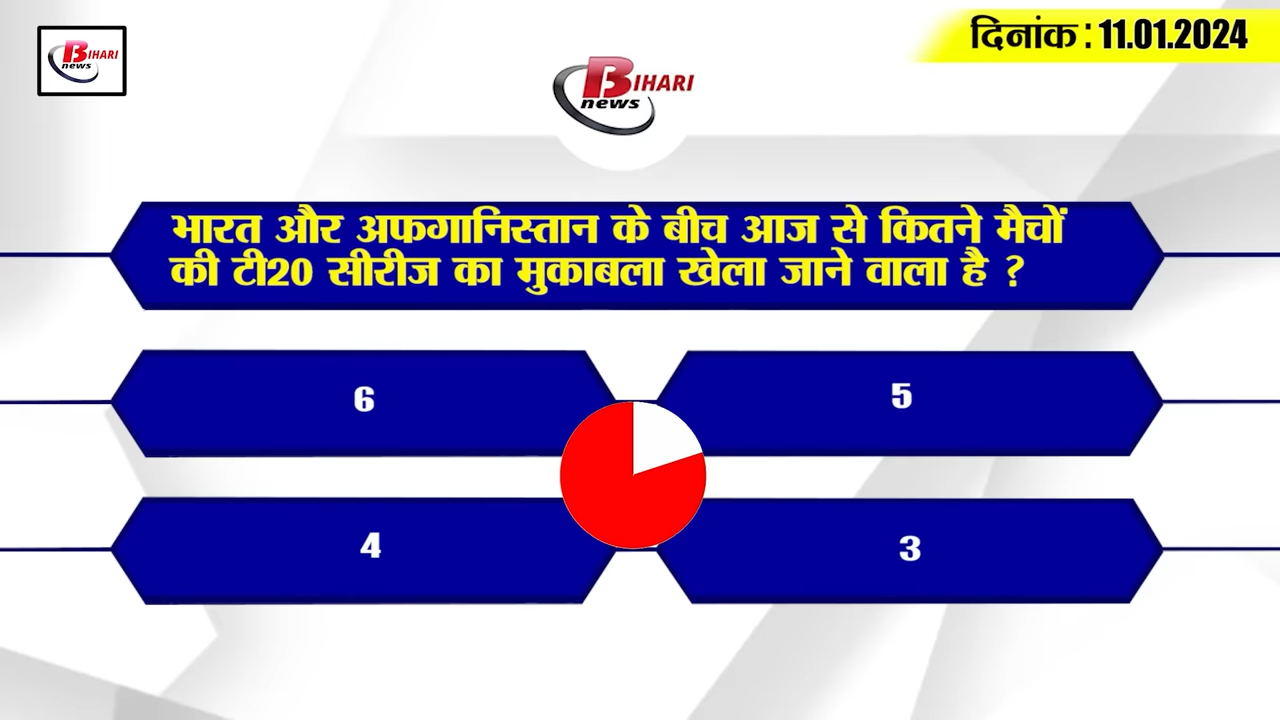 BIHARI
news
दिनांक : 11.01.2024
BIHARI
news
भारत और अफगानिस्तान के बीच आज से कितने मैचों
की टी20 सीरीज का मुकाबला खेला जाने वाला है ?
6
5
4
3